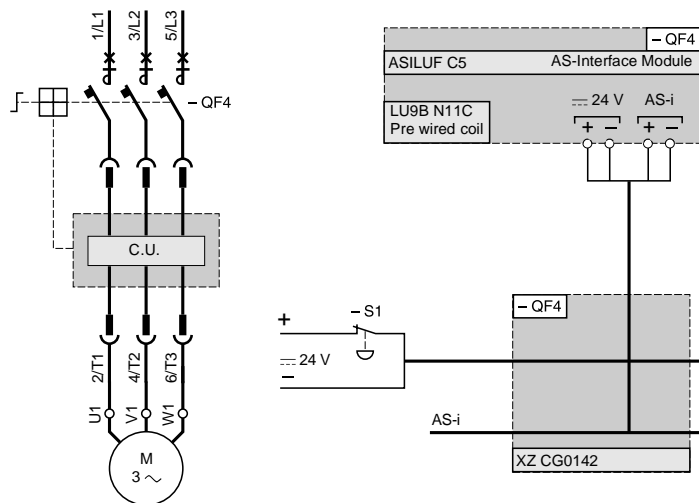 1/L1
3/L2
5/L3
– QF4
C.U.
2/T1
4/T2
6/T3
U1
V1
W1
M
3 ~
– QF4
ASILUF C5 AS-Interface Module
LU9B N11C
Pre wired coil
24 V AS-i
+ – + –
– S1
+
24 V
–
– QF4
AS-i
XZ CG0142